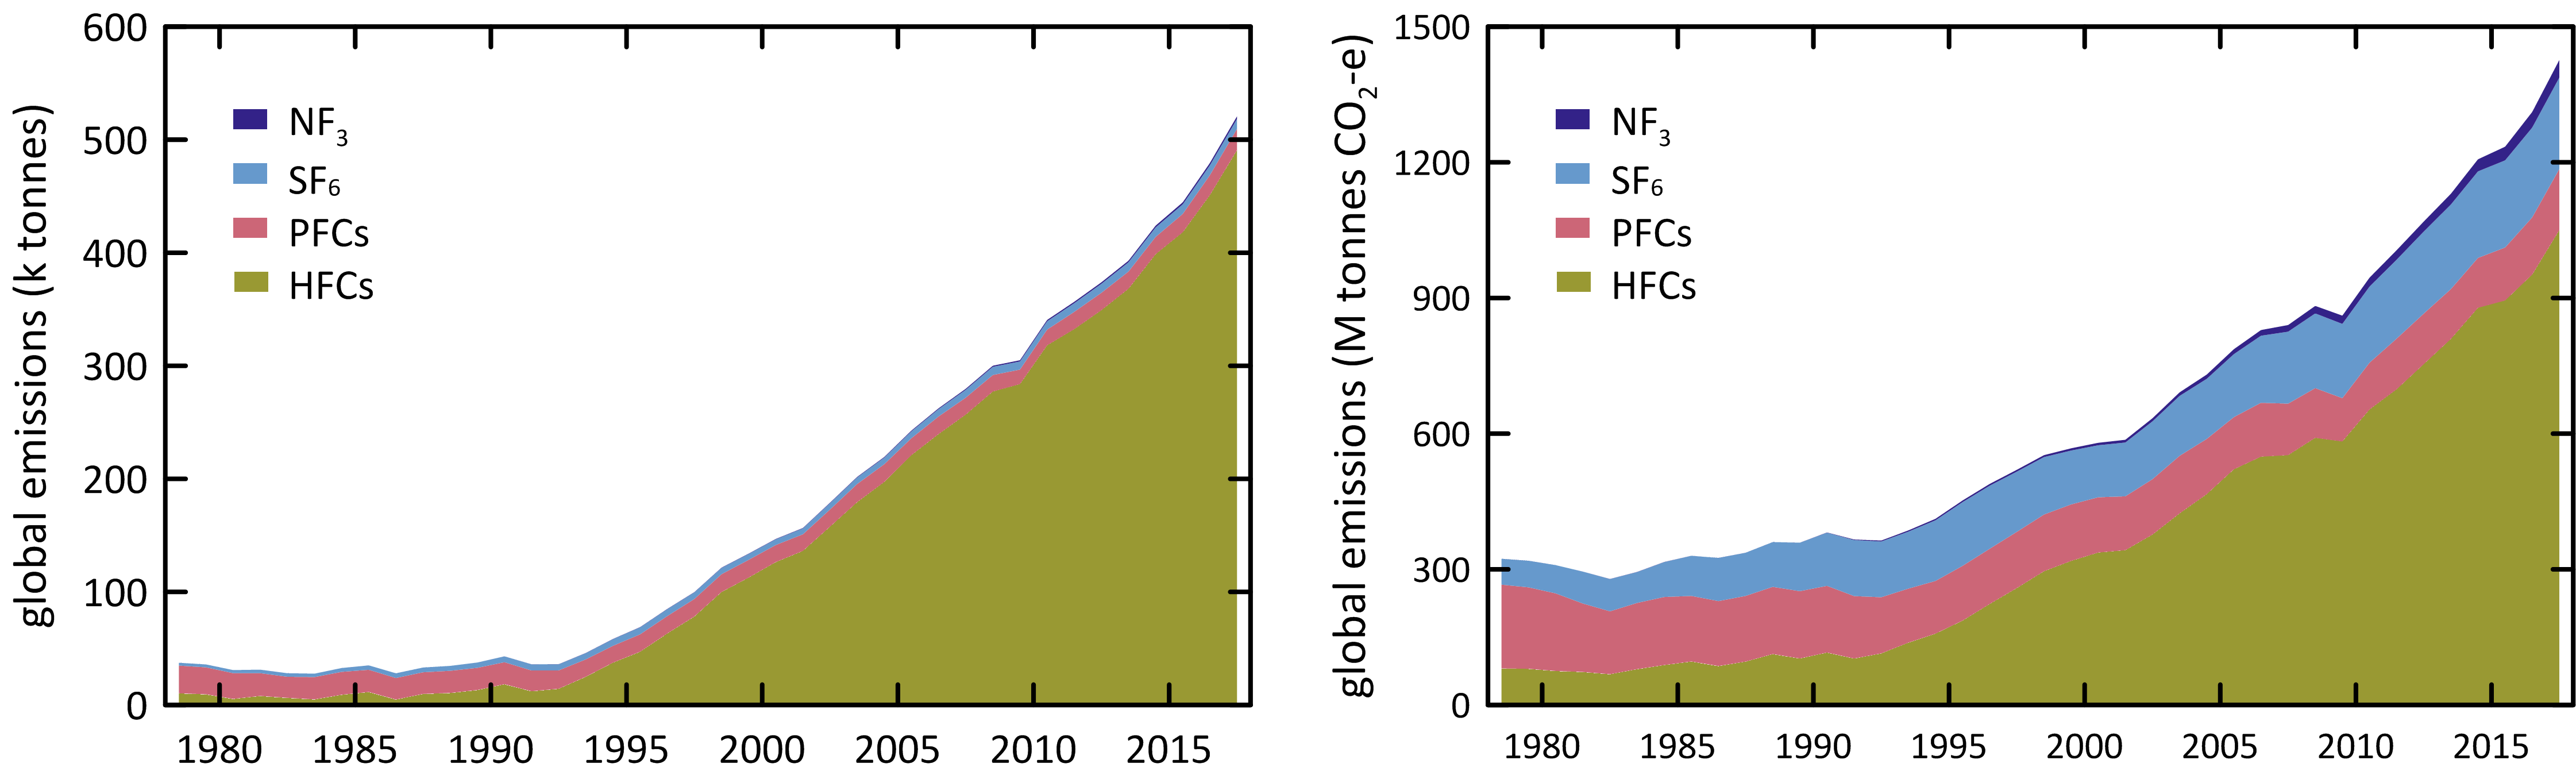 global emissions (k tonnes)
600
500
400
300
200
100
0
NF₃
SF₆
PFCs
HFCs
1980 1985 1990 1995 2000 2005 2010 2015
global emissions (M tonnes CO₂-e)
1500
1200
900
600
300
0
NF₃
SF₆
PFCs
HFCs
1980 1985 1990 1995 2000 2005 2010 2015